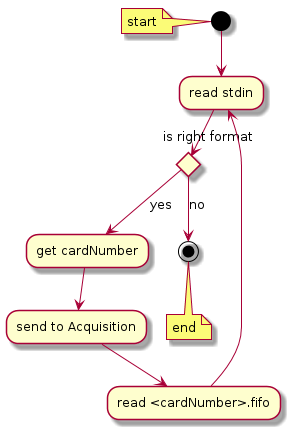 start
read stdin
is right format
yes
no
get cardNumber
send to Acquisition
end
read <cardNumber>.fifo